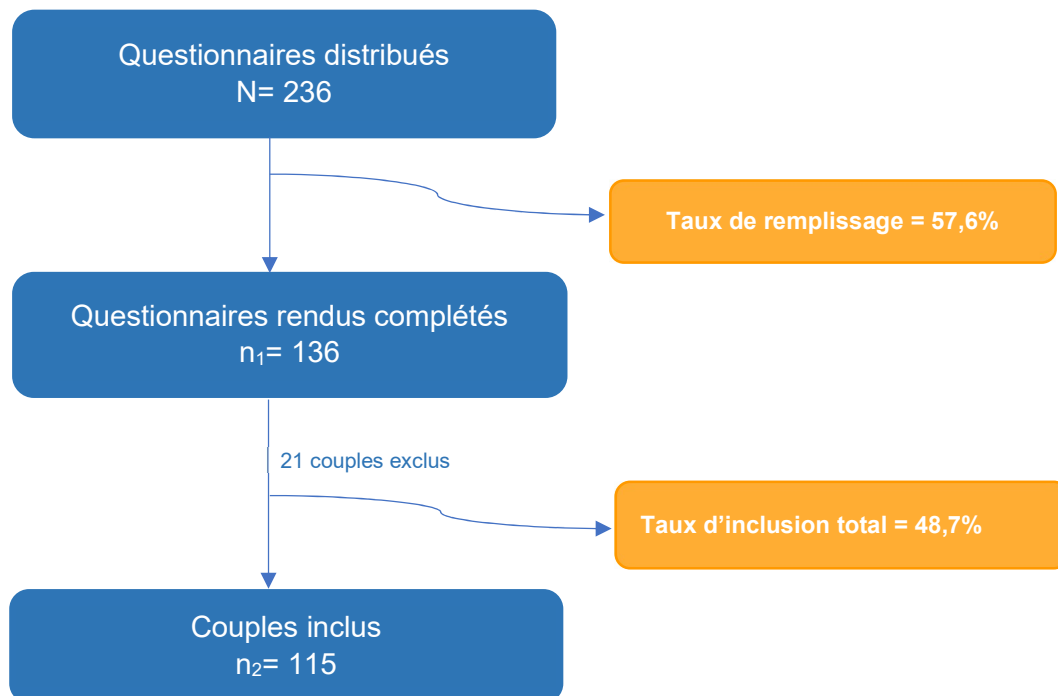 Questionnaires distribués
N= 236
Taux de remplissage = 57,6%
Questionnaires rendus complétés
n₁= 136
21 couples exclus
Taux d’inclusion total = 48,7%
Couples inclus
n₂= 115